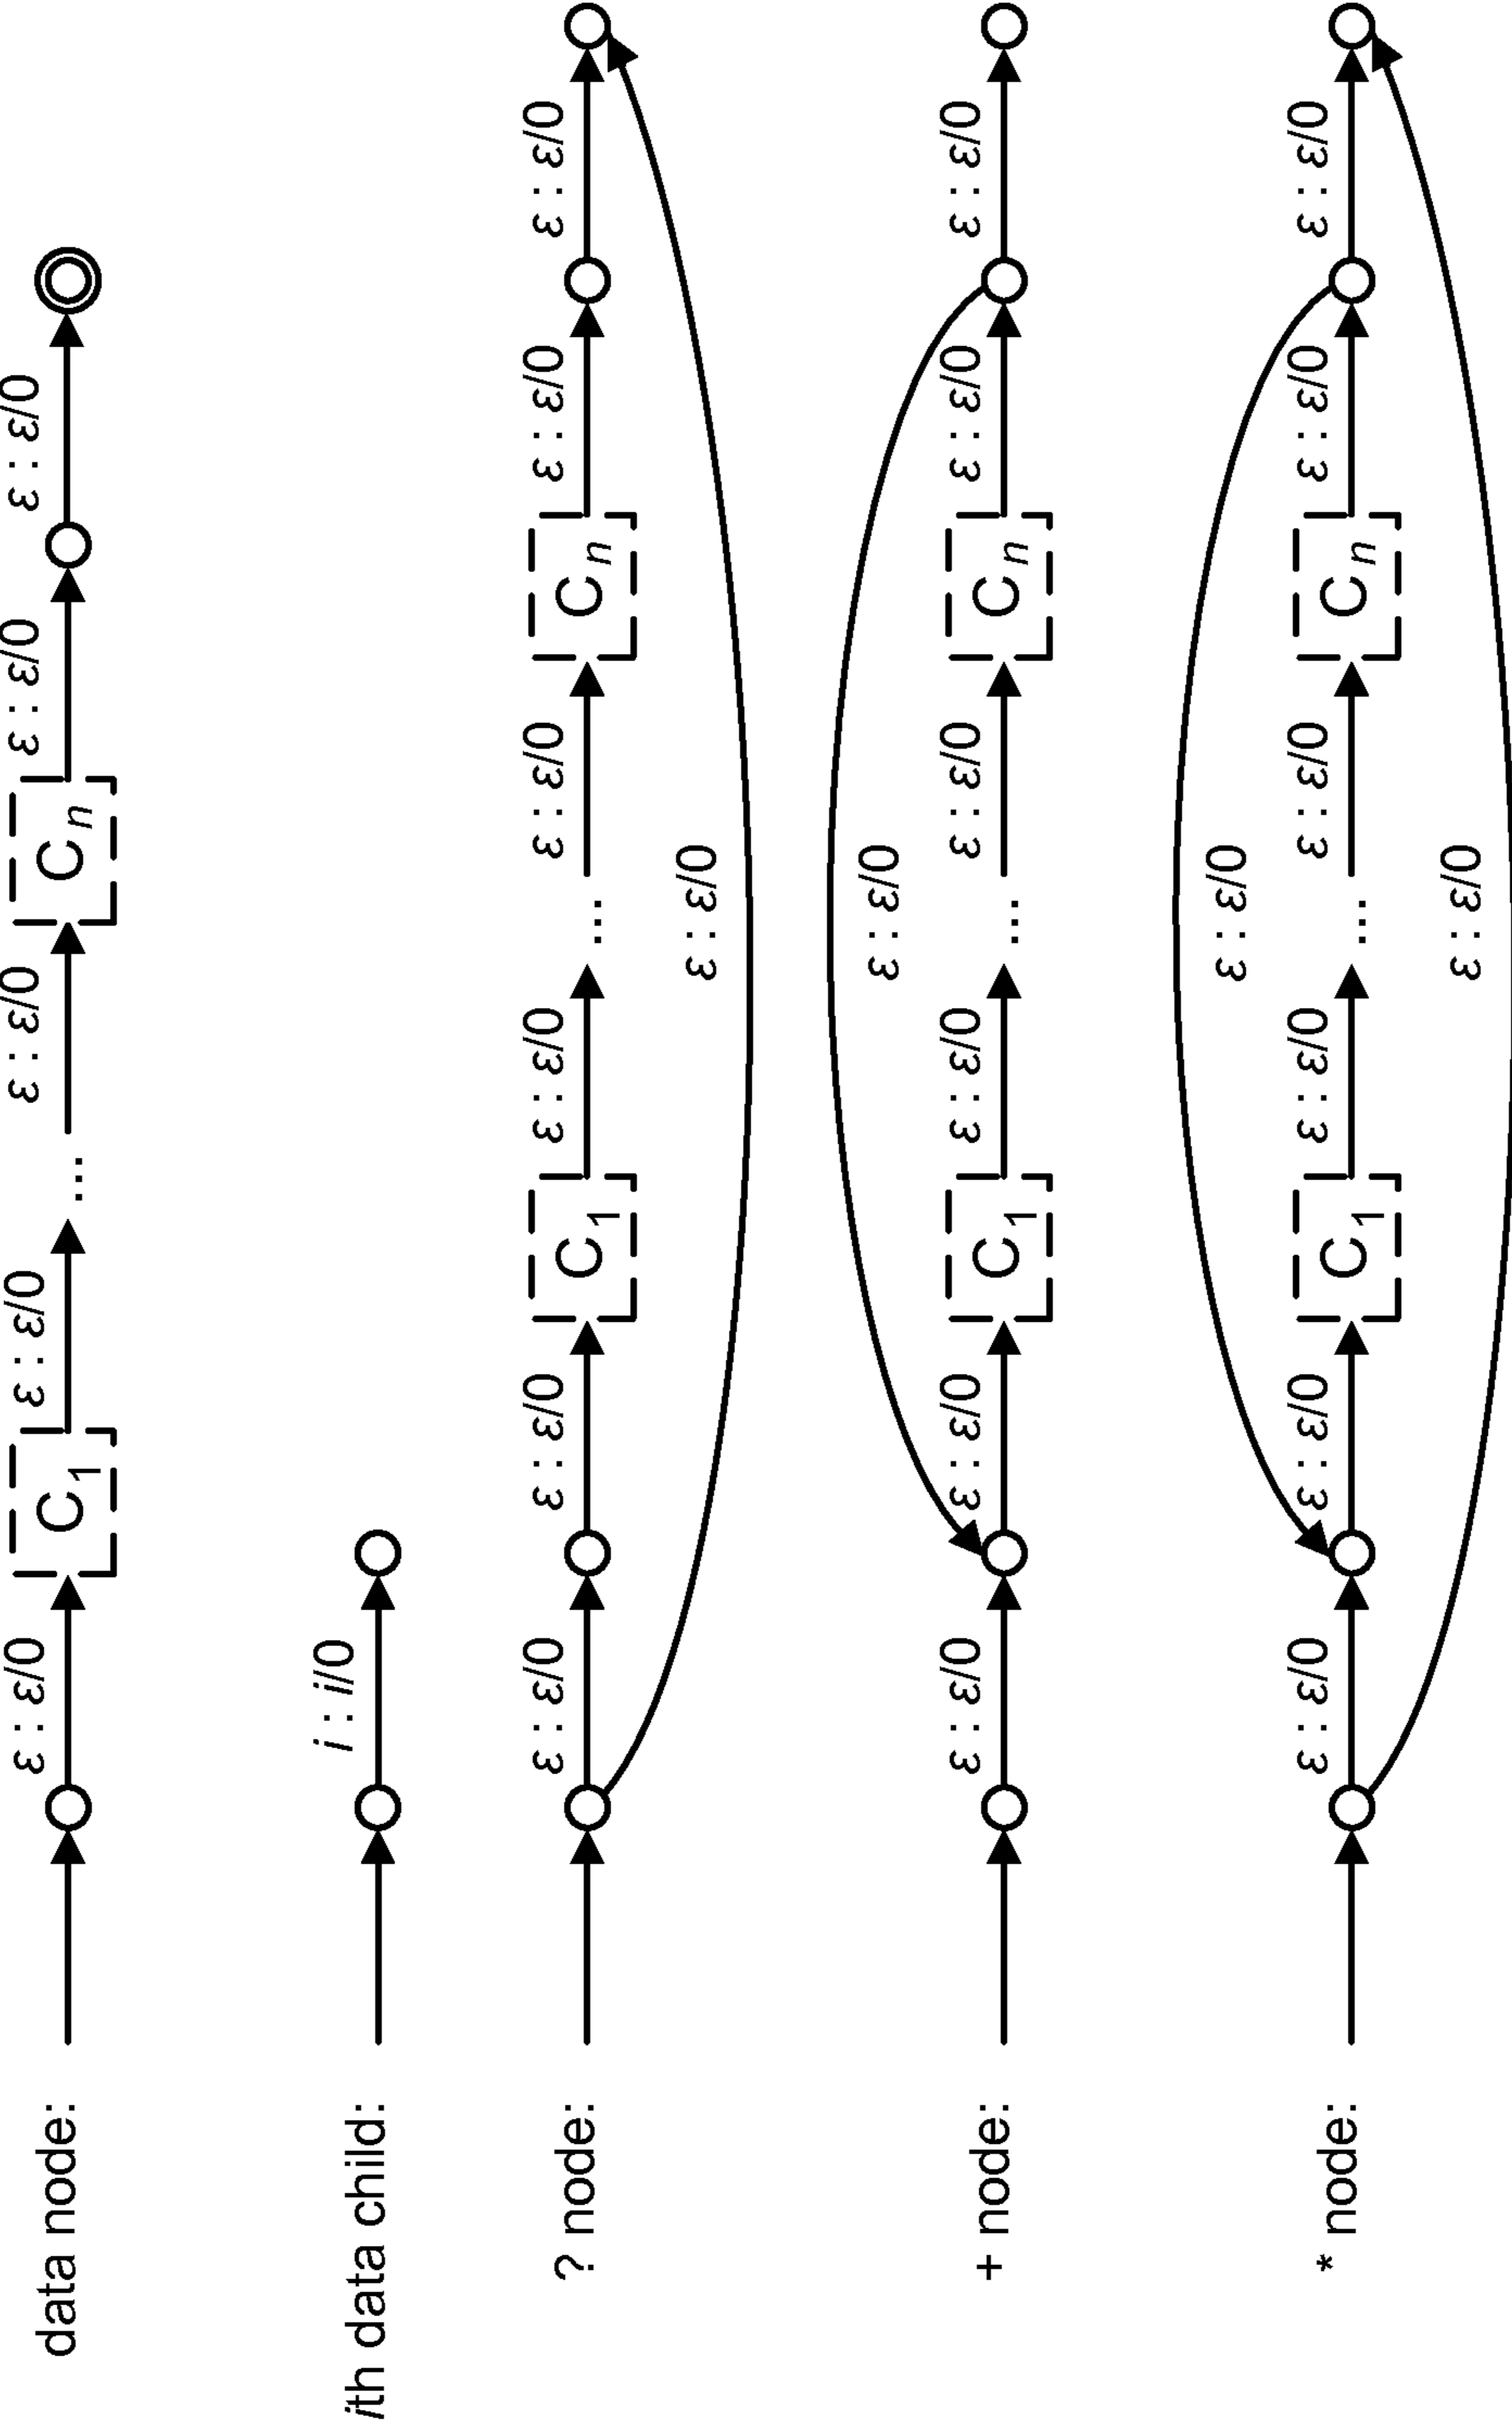 data node: ε : ε/0 C1 ε : ε/0 ... ε : ε/0 Cn ε : ε/0 ε : ε/0
ith data child: i : i/0
? node: ε : ε/0 ε : ε/0 C1 ε : ε/0 ... ε : ε/0 Cn ε : ε/0 ε : ε/0
ε : ε/0
+ node: ε : ε/0 ε : ε/0 C1 ε : ε/0 ... ε : ε/0 Cn ε : ε/0 ε : ε/0
ε : ε/0
* node: ε : ε/0 ε : ε/0 C1 ε : ε/0 ... ε : ε/0 Cn ε : ε/0 ε : ε/0
ε : ε/0
ε : ε/0